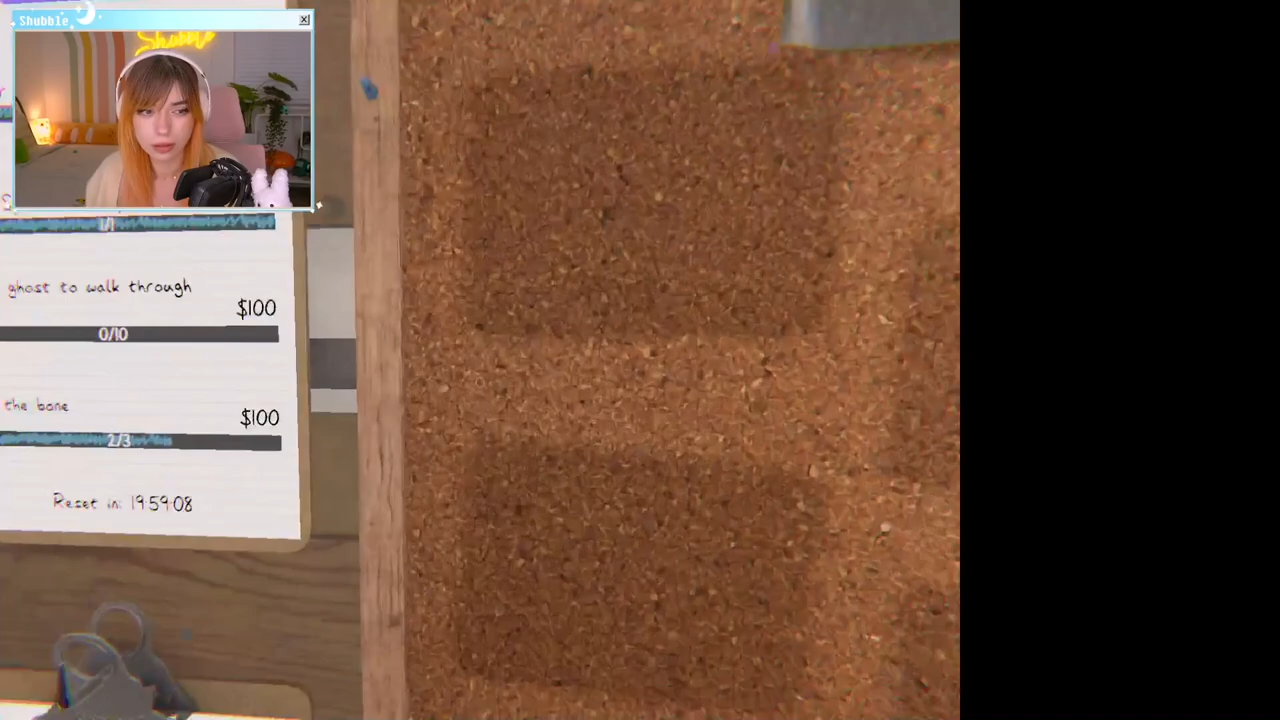 Shubble
Shubble
1/1
ghost to walk through
$100
0/10
the bone
$100
2/3
Reset in: 19:59:08